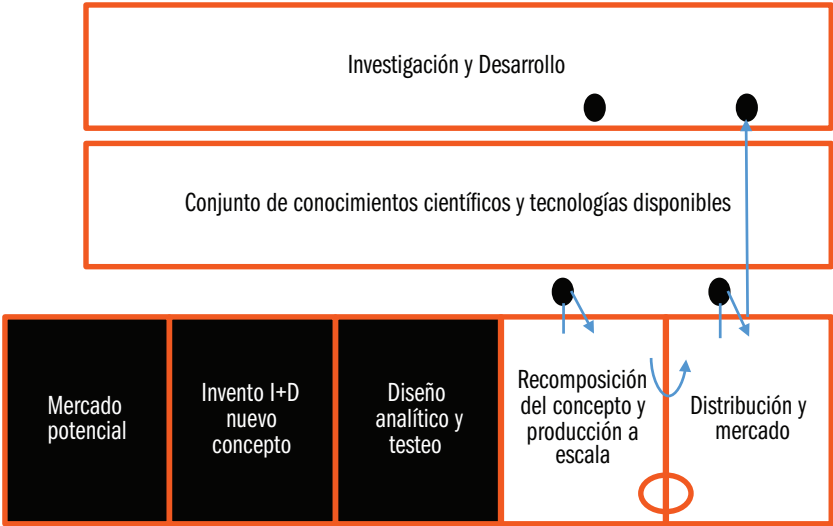 Investigación y Desarrollo
Conjunto de conocimientos científicos y tecnologías disponibles
Mercado
potencial
Invento I+D
nuevo
concepto
Diseño
analítico y
testeo
Recomposición
del concepto y
producción a
escala
Distribución y
mercado